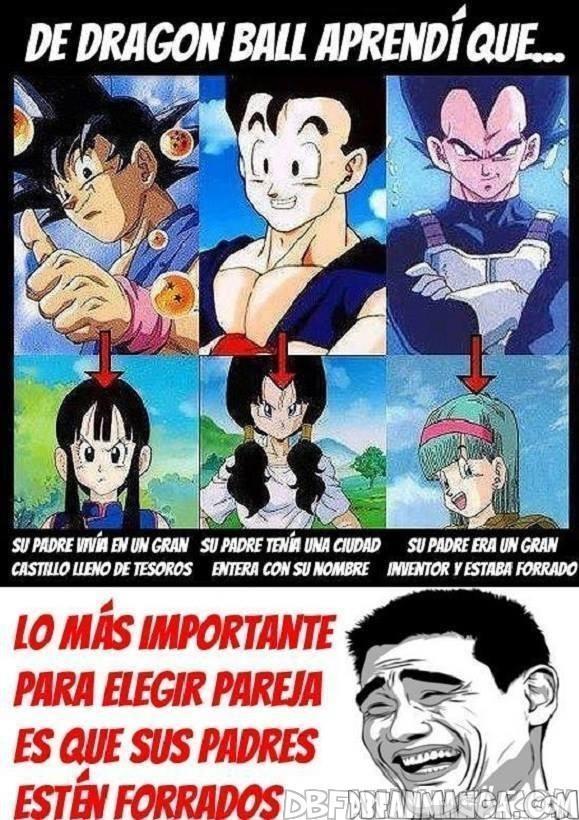 DE DRAGON BALL APRENDÍ QUE...
SU PADRE VIVÍA EN UN GRAN
CASTILLO LLENO DE TESOROS
SU PADRE TENÍA UNA CIUDAD
ENTERA CON SU NOMBRE
SU PADRE ERA UN GRAN
INVENTOR Y ESTABA FORRADO
LO MÁS IMPORTANTE
PARA ELEGIR PAREJA
ES QUE SUS PADRES
ESTÉN FORRADOS